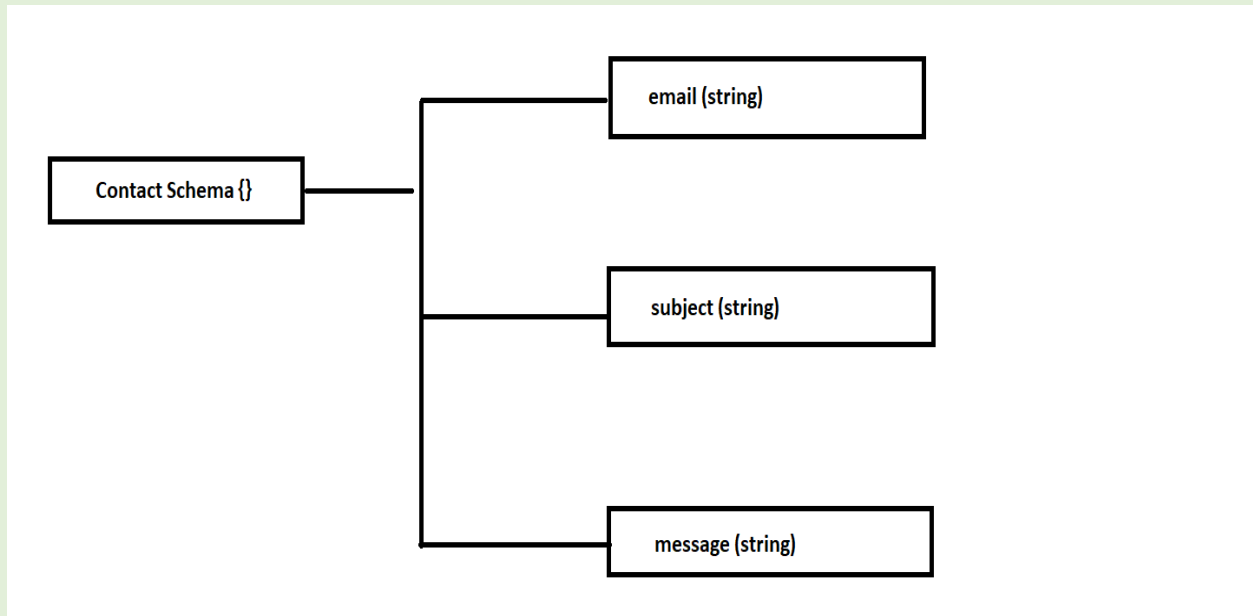 Contact Schema {}
email (string)
subject (string)
message (string)